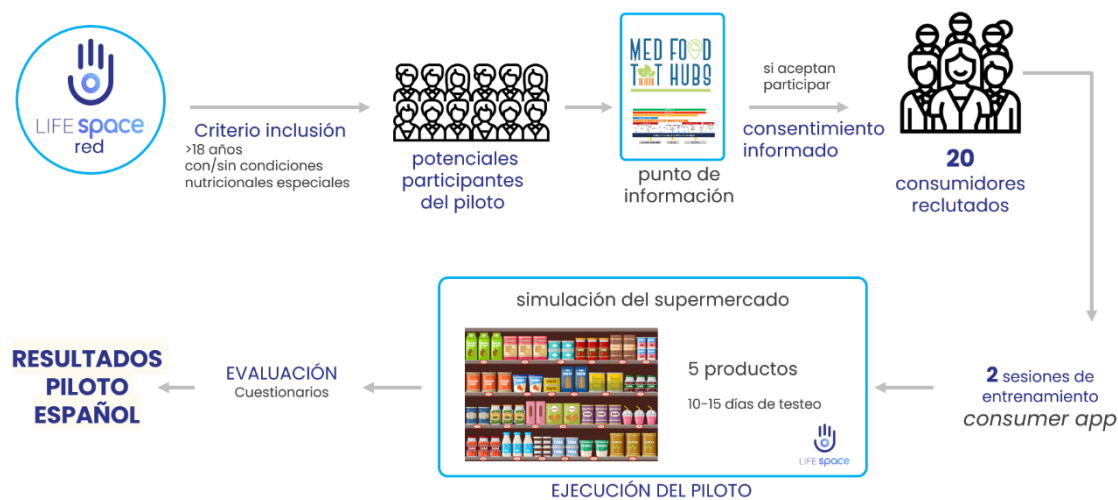 LIFE space
red
Criterio inclusión
>18 años
con/sin condiciones
nutricionales especiales
potenciales
participantes
del piloto
MED FOOD
TTT HUBS
punto de
información
si aceptan
participar
consentimiento
informado
20
consumidores
reclutados
2 sesiones de
entrenamiento
consumer app
simulación del supermercado
5 productos
10-15 días de testeo
LIFE space
EJECUCIÓN DEL PILOTO
EVALUACIÓN
Cuestionarios
RESULTADOS
PILOTO
ESPAÑOL